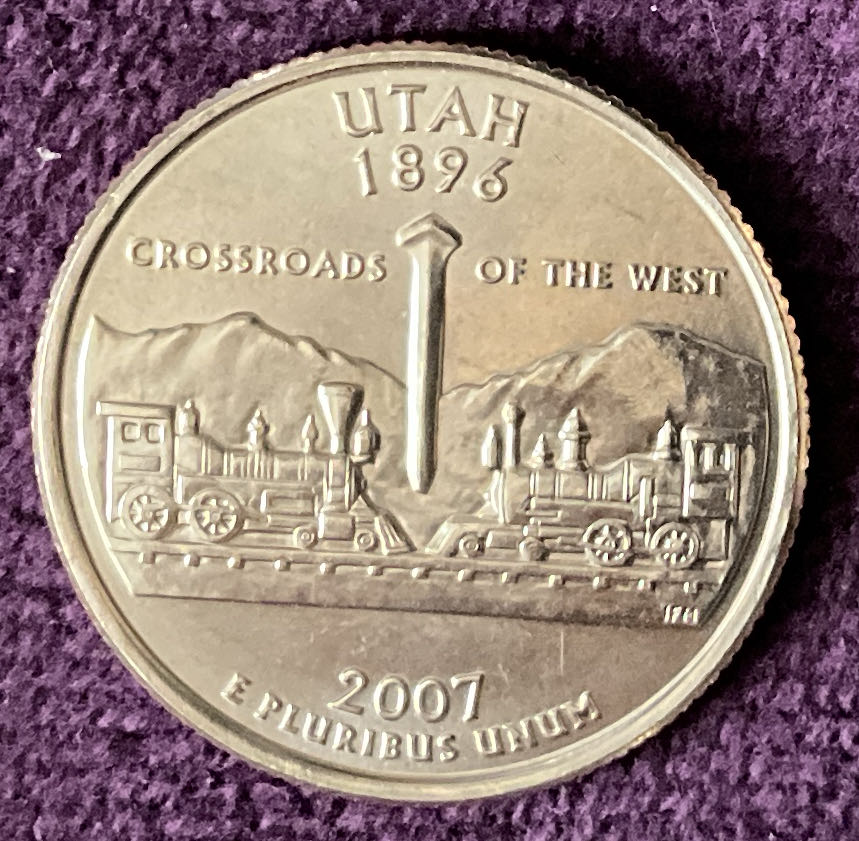 UTAH
1896
CROSSROADS OF THE WEST
2007
E PLURIBUS UNUM